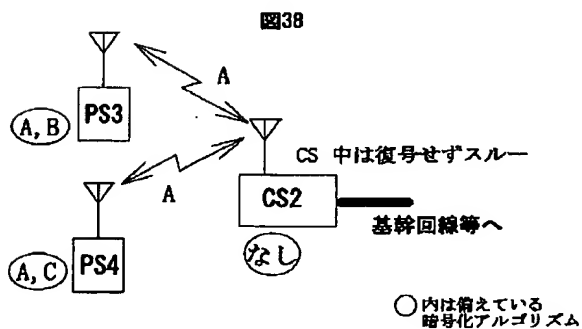 図38
A
PS3
A,B
CS 中は復号せずスルー
A
CS2
基幹回線等へ
PS4
A,C
なし
○内は備えている
暗号化アルゴリズム